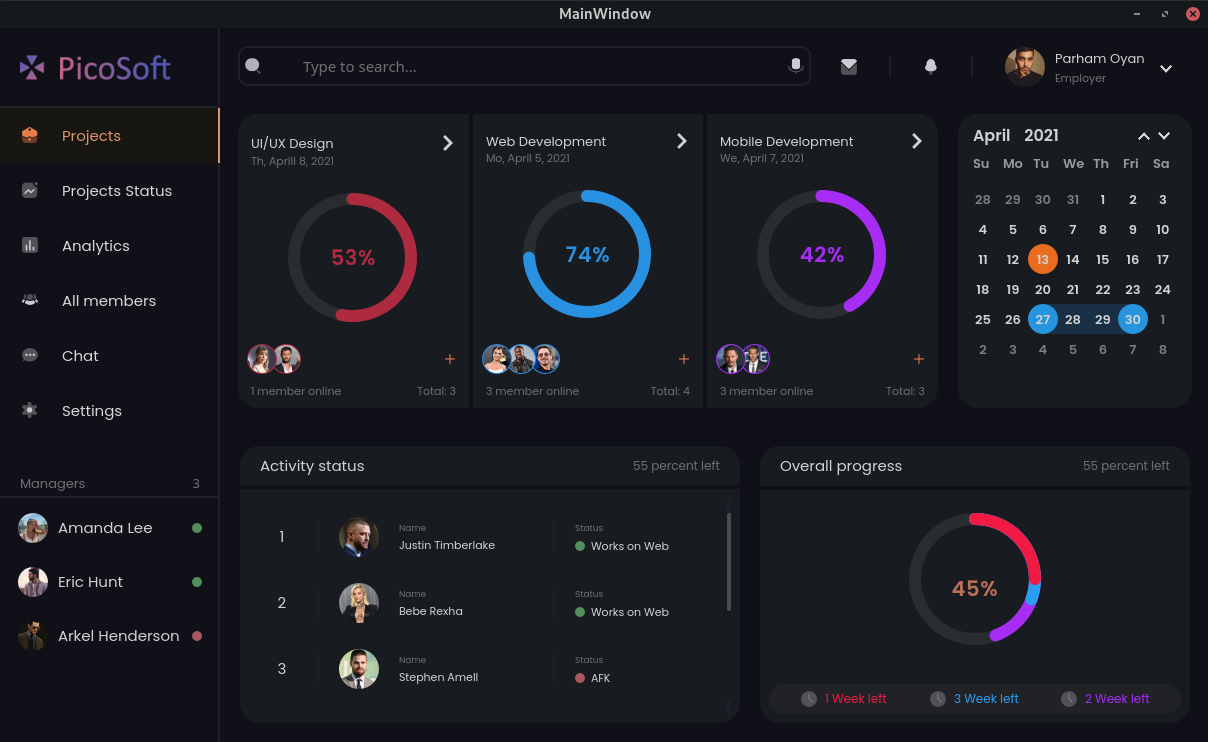 MainWindow
PicoSoft
Type to search...
Parham Oyan
Employer
Projects
Projects Status
Analytics
All members
Chat
Settings
Managers 3
Amanda Lee
Eric Hunt
Arkel Henderson
UI/UX Design
Th, Aprill 8, 2021
53%
1 member online Total: 3
Web Development
Mo, April 5, 2021
74%
3 member online Total: 4
Mobile Development
We, April 7, 2021
42%
3 member online Total: 3
April 2021
Su Mo Tu We Th Fri Sa
28 29 30 31 1 2 3
4 5 6 7 8 9 10
11 12 13 14 15 16 17
18 19 20 21 22 23 24
25 26 27 28 29 30 1
2 3 4 5 6 7 8
Activity status 55 percent left
1
Name
Justin Timberlake
Status
Works on Web
2
Name
Bebe Rexha
Status
Works on Web
3
Name
Stephen Amell
Status
AFK
Overall progress 55 percent left
45%
1 Week left 3 Week left 2 Week left